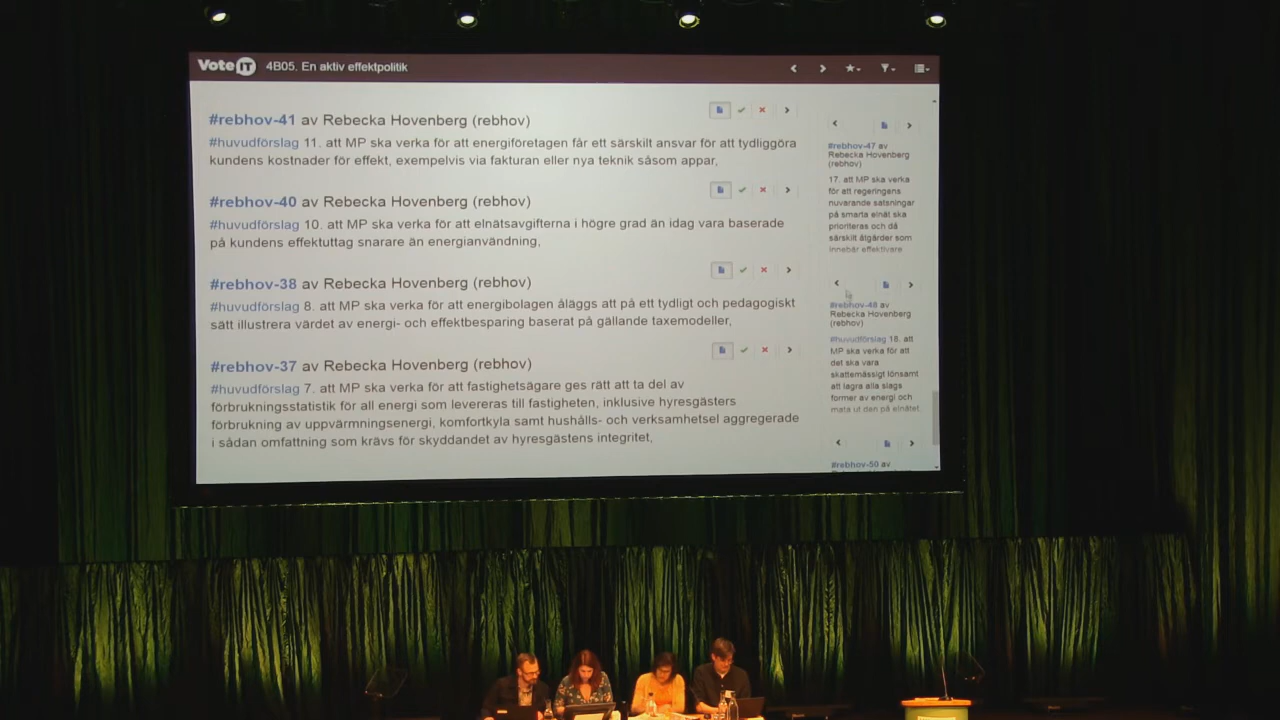 VoteIT 4B05. En aktiv effektpolitik
#rebhov-41 av Rebecka Hovenberg (rebhov)
#huvudförslag 11. att MP ska verka för att energiföretagen får ett särskilt ansvar för att tydliggöra
kundens kostnader för effekt, exempelvis via fakturan eller nya teknik såsom appar,
#rebhov-40 av Rebecka Hovenberg (rebhov)
#huvudförslag 10. att MP ska verka för att elnätsavgifterna i högre grad än idag vara baserade
på kundens effektuttag snarare än energianvändning,
#rebhov-38 av Rebecka Hovenberg (rebhov)
#huvudförslag 8. att MP ska verka för att energibolagen åläggs att på ett tydligt och pedagogiskt
sätt illustrera värdet av energi- och effektbesparing baserat på gällande taxemodeller,
#rebhov-37 av Rebecka Hovenberg (rebhov)
#huvudförslag 7. att MP ska verka för att fastighetsägare ges rätt att ta del av
förbrukningsstatistik för all energi som levereras till fastigheten, inklusive hyresgästers
förbrukning av uppvärmningsenergi, komfortkyla samt hushålls- och verksamhetsel aggregerade
i sådan omfattning som krävs för skyddandet av hyresgästens integritet,
#rebhov-47 av
Rebecka Hovenberg
(rebhov)
17. att MP ska verka
för att regeringens
nuvarande satsningar
på smarta elnät ska
prioriteras och då
särskilt åtgärder som
innebär effektivare
#rebhov-48 av
Rebecka Hovenberg
(rebhov)
#huvudförslag 18. att
MP ska verka för att
det ska vara
skattemässigt lönsamt
att lagra alla slags
former av energi och
mata ut den på elnätet,
#rebhov-50 av